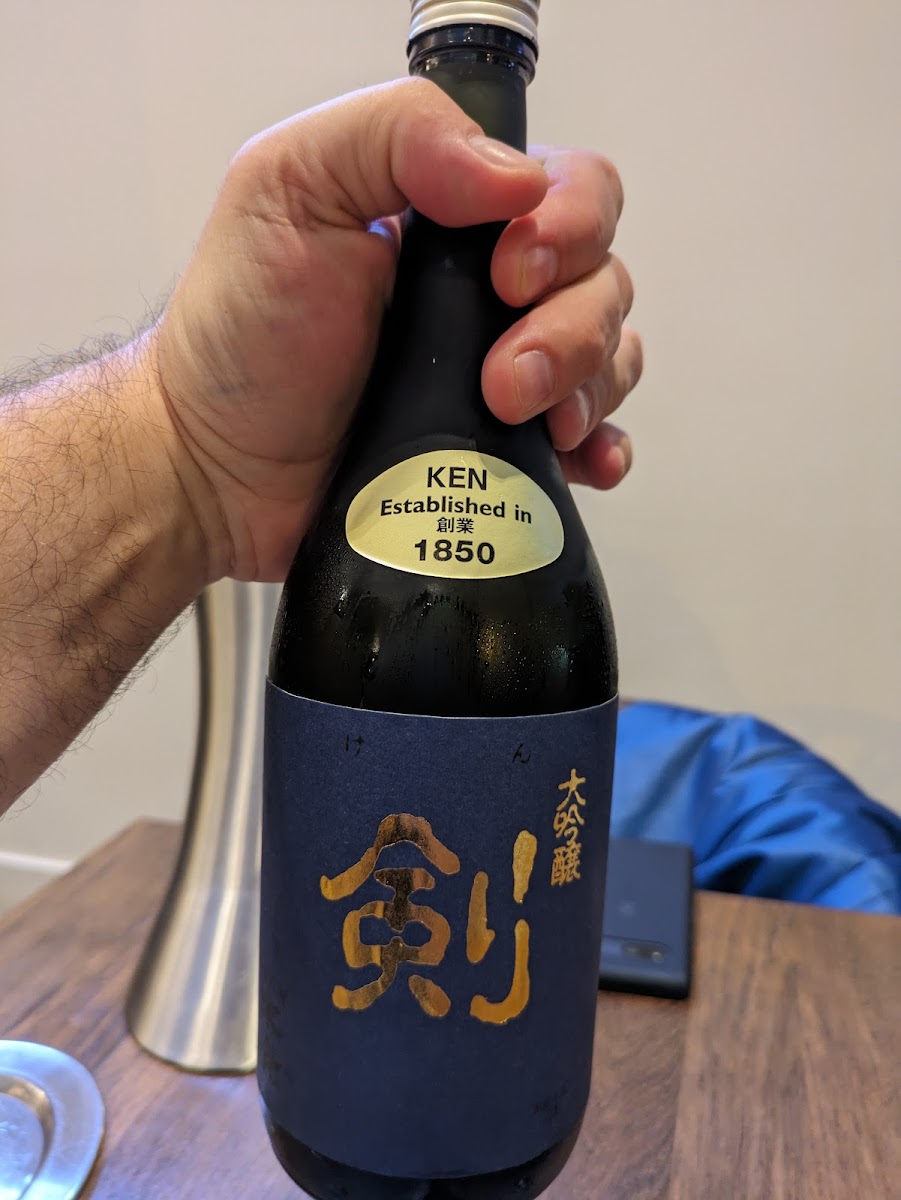 KEN
Established in
創業
1850
けん
大吟醸
剣